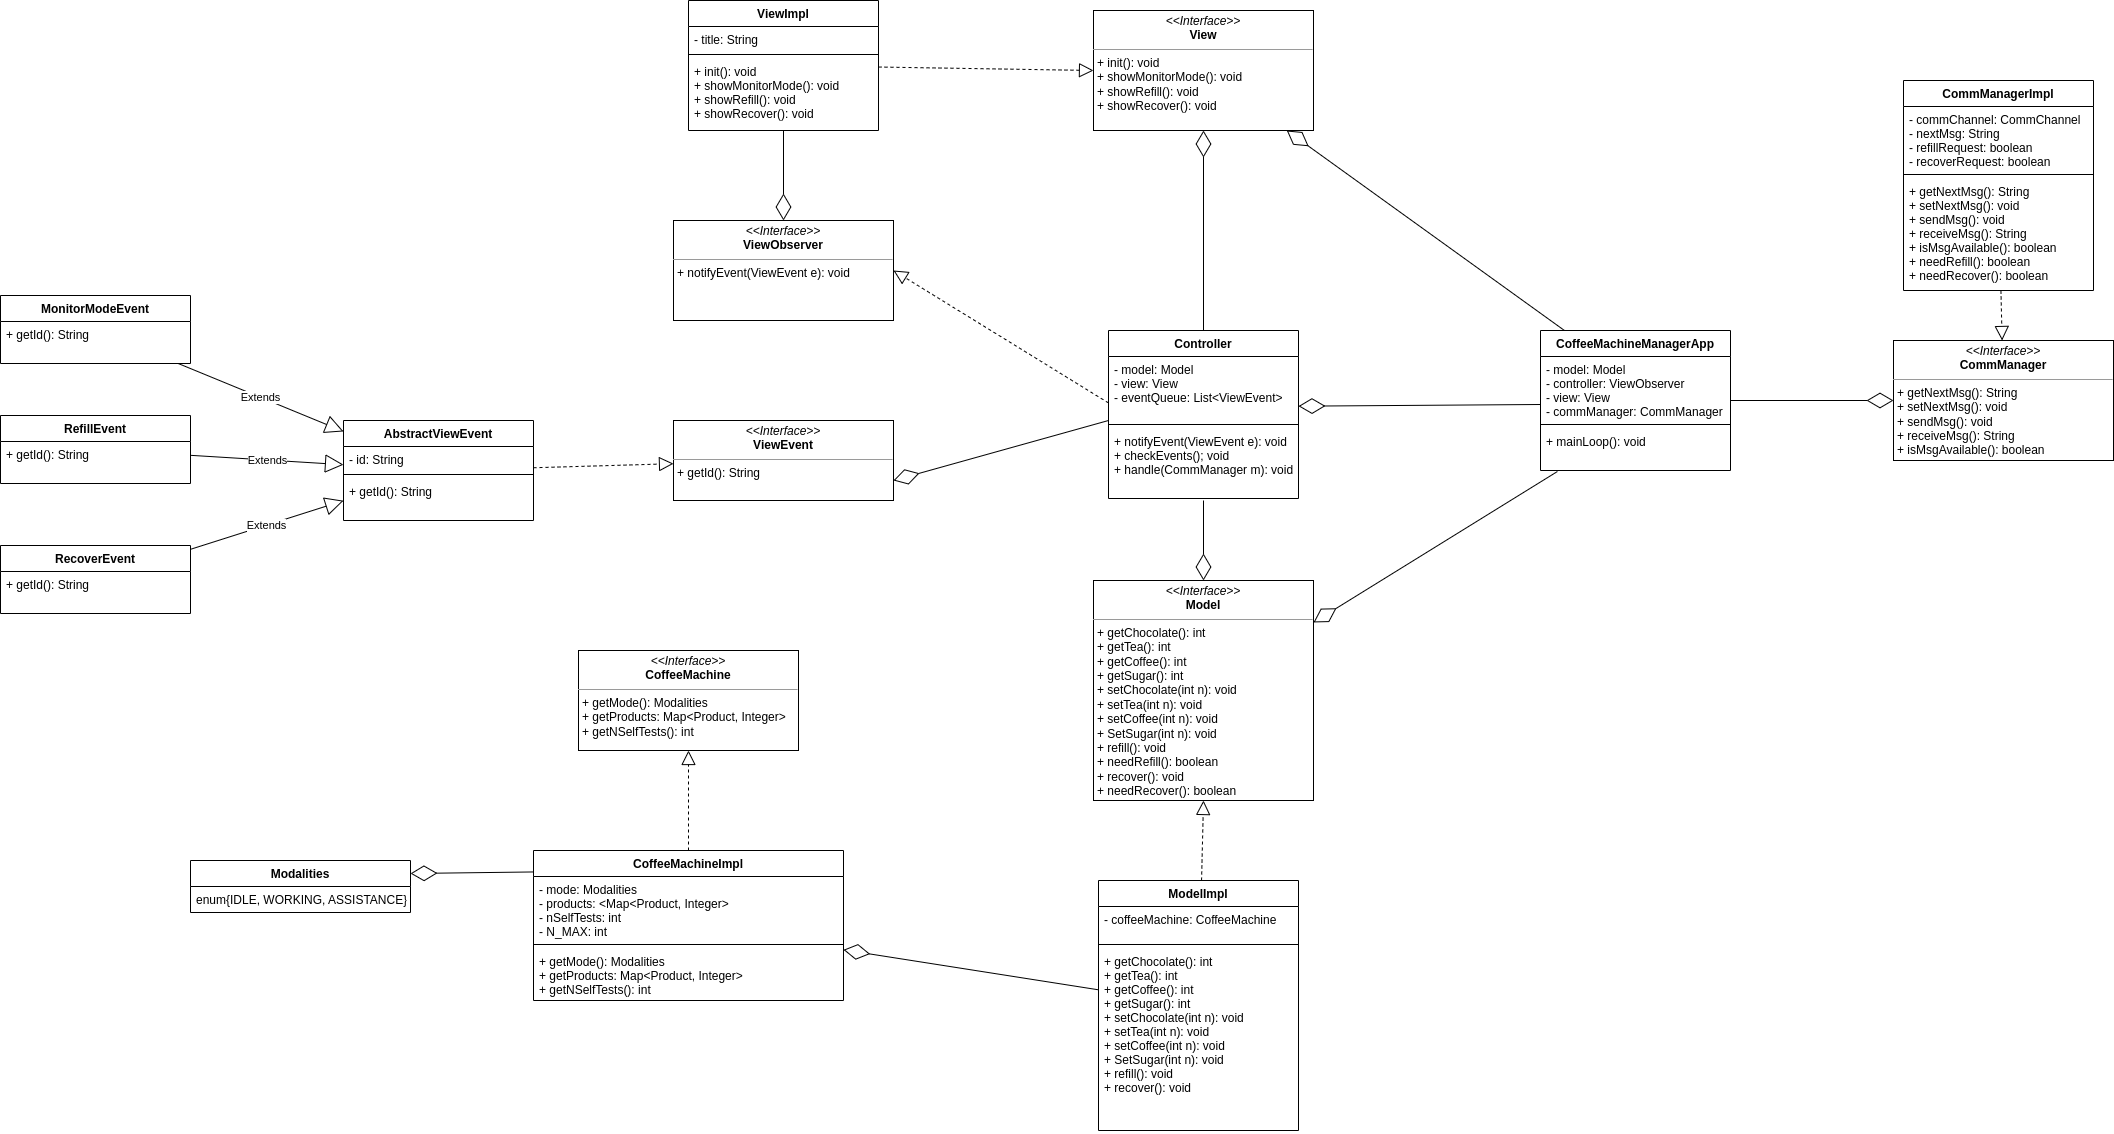 ViewImpl
- title: String
+ init(): void
+ showMonitorMode(): void
+ showRefill(): void
+ showRecover(): void
<<Interface>>
View
+ init(): void
+ showMonitorMode(): void
+ showRefill(): void
+ showRecover(): void
CommManagerImpl
- commChannel: CommChannel
- nextMsg: String
- refillRequest: boolean
- recoverRequest: boolean
+ getNextMsg(): String
+ setNextMsg(): void
+ sendMsg(): void
+ receiveMsg(): String
+ isMsgAvailable(): boolean
+ needRefill(): boolean
+ needRecover(): boolean
<<Interface>>
ViewObserver
+ notifyEvent(ViewEvent e): void
MonitorModeEvent
+ getId(): String
Extends
RefillEvent
+ getId(): String
Extends
RecoverEvent
+ getId(): String
Extends
AbstractViewEvent
- id: String
+ getId(): String
<<Interface>>
ViewEvent
+ getId(): String
Controller
- model: Model
- view: View
- eventQueue: List<ViewEvent>
+ notifyEvent(ViewEvent e): void
+ checkEvents(); void
+ handle(CommManager m): void
CoffeeMachineManagerApp
- model: Model
- controller: ViewObserver
- view: View
- commManager: CommManager
+ mainLoop(): void
<<Interface>>
CommManager
+ getNextMsg(): String
+ setNextMsg(): void
+ sendMsg(): void
+ receiveMsg(): String
+ isMsgAvailable(): boolean
<<Interface>>
Model
+ getChocolate(): int
+ getTea(): int
+ getCoffee(): int
+ getSugar(): int
+ setChocolate(int n): void
+ setTea(int n): void
+ setCoffee(int n): void
+ SetSugar(int n): void
+ refill(): void
+ needRefill(): boolean
+ recover(): void
+ needRecover(): boolean
<<Interface>>
CoffeeMachine
+ getMode(): Modalities
+ getProducts: Map<Product, Integer>
+ getNSelfTests(): int
Modalities
enum{IDLE, WORKING, ASSISTANCE}
CoffeeMachineImpl
- mode: Modalities
- products: <Map<Product, Integer>
- nSelfTests: int
- N_MAX: int
+ getMode(): Modalities
+ getProducts: Map<Product, Integer>
+ getNSelfTests(): int
ModelImpl
- coffeeMachine: CoffeeMachine
+ getChocolate(): int
+ getTea(): int
+ getCoffee(): int
+ getSugar(): int
+ setChocolate(int n): void
+ setTea(int n): void
+ setCoffee(int n): void
+ SetSugar(int n): void
+ refill(): void
+ recover(): void